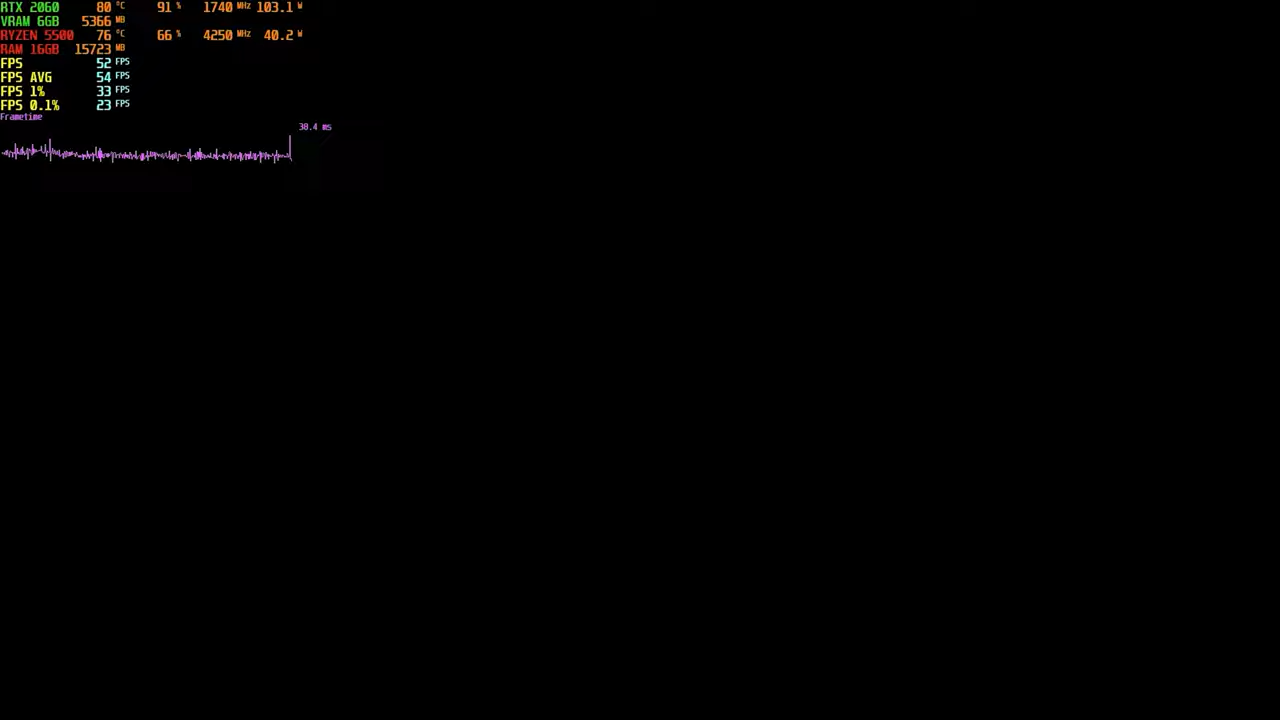 RTX 2060 80 °C 91 % 1740 MHz 103.1 W
VRAM 6GB 5366 MB
RYZEN 5500 76 °C 66 % 4250 MHz 40.2 W
RAM 16GB 15723 MB
FPS 52 FPS
FPS AVG 54 FPS
FPS 1% 33 FPS
FPS 0.1% 23 FPS
Frametime
38.4 ms